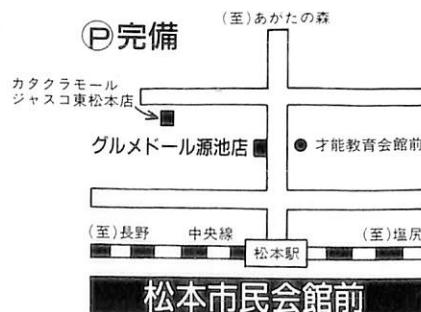 Ⓟ完備
(至)あがたの森
カタクラモール
ジャスコ東松本店
グルメドール源池店
才能教育会館前
(至)長野
中央線
(至)塩尻
松本駅
松本市民会館前